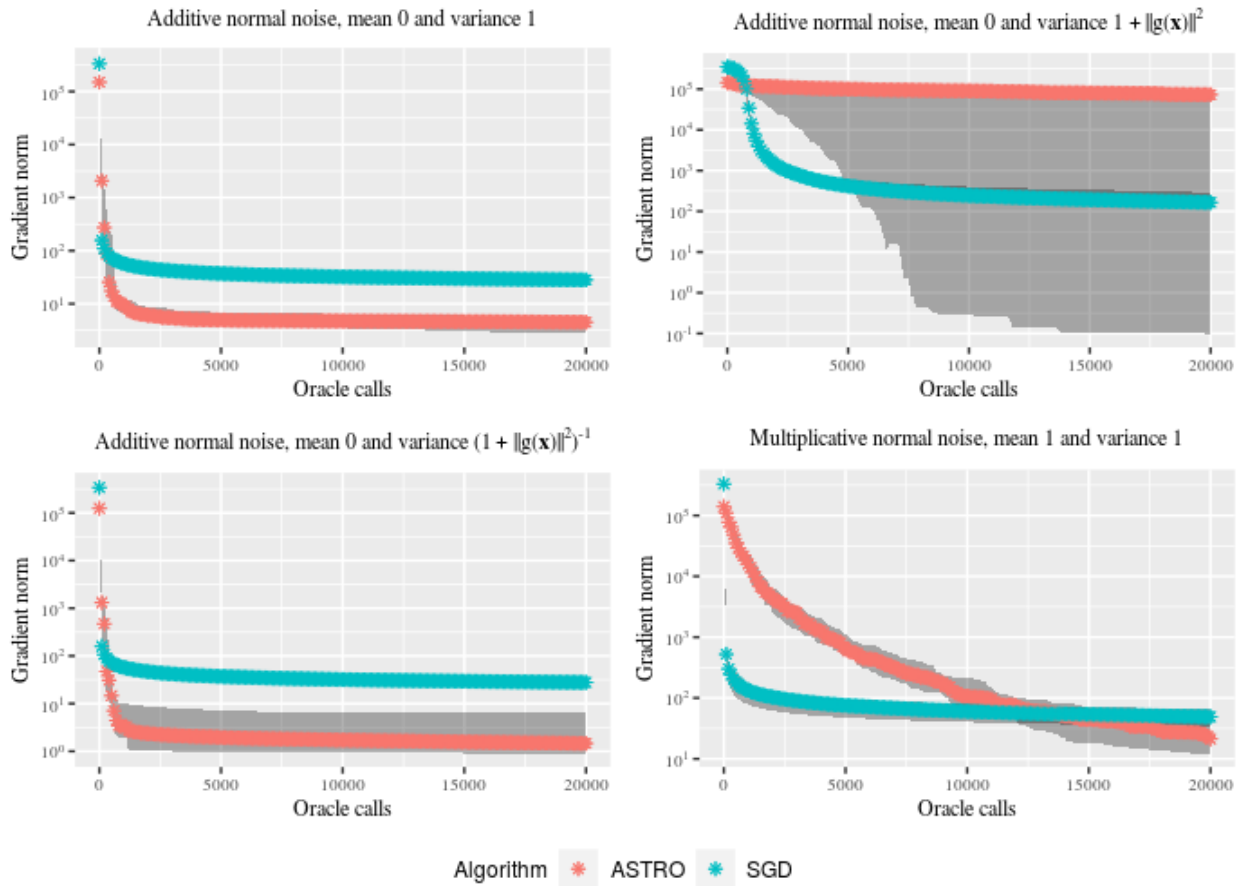 Additive normal noise, mean 0 and variance 1
Gradient norm
10⁵
10⁴
10³
10²
10¹
0 5000 10000 15000 20000
Oracle calls
Additive normal noise, mean 0 and variance 1 + ||g(x)||²
Gradient norm
10⁵
10⁴
10³
10²
10¹
10⁰
10⁻¹
0 5000 10000 15000 20000
Oracle calls
Additive normal noise, mean 0 and variance (1 + ||g(x)||²)⁻¹
Gradient norm
10⁵
10⁴
10³
10²
10¹
10⁰
0 5000 10000 15000 20000
Oracle calls
Multiplicative normal noise, mean 1 and variance 1
Gradient norm
10⁵
10⁴
10³
10²
10¹
0 5000 10000 15000 20000
Oracle calls
Algorithm ASTRO SGD